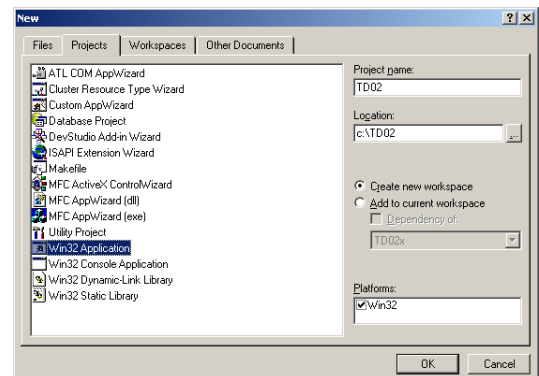 New
Files
Projects
Workspaces
Other Documents
ATL COM AppWizard
Cluster Resource Type Wizard
Custom AppWizard
Database Project
DevStudio Add-in Wizard
ISAPI Extension Wizard
Makefile
MFC ActiveX ControlWizard
MFC AppWizard (dll)
MFC AppWizard (exe)
Utility Project
Win32 Application
Win32 Console Application
Win32 Dynamic-Link Library
Win32 Static Library
Project name:
TD02
Location:
c:\TD02
...
Create new workspace
Add to current workspace
Dependency of:
TD02x
Platforms:
Win32
OK
Cancel